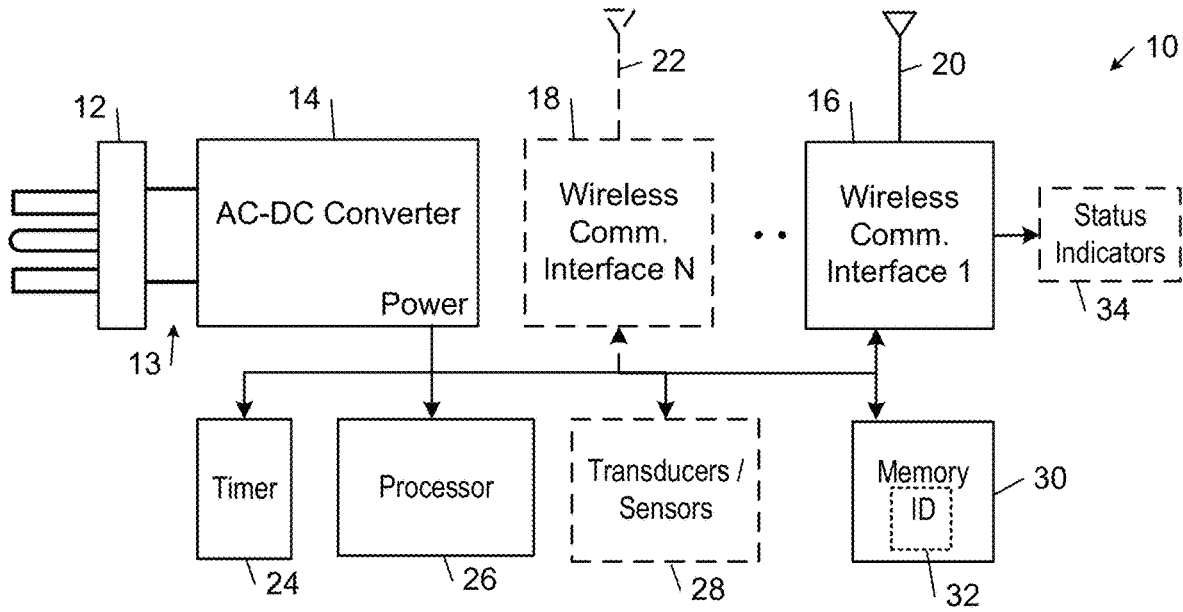 22
20
10
12
14
18
16
AC-DC Converter
Power
Wireless
Comm.
Interface N
Wireless
Comm.
Interface 1
Status
Indicators
34
13
Timer
Processor
Transducers /
Sensors
Memory
ID
30
24
26
28
32